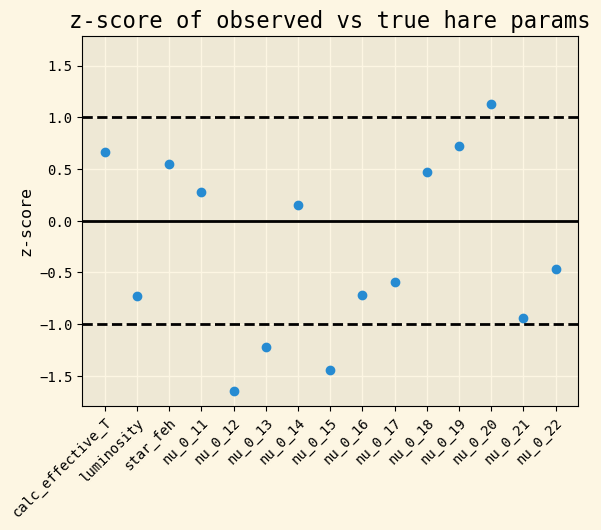 z-score of observed vs true hare params
z-score
1.5
1.0
0.5
0.0
−0.5
−1.0
−1.5
calc_effective_T
luminosity
star_feh
nu_0_11
nu_0_12
nu_0_13
nu_0_14
nu_0_15
nu_0_16
nu_0_17
nu_0_18
nu_0_19
nu_0_20
nu_0_21
nu_0_22